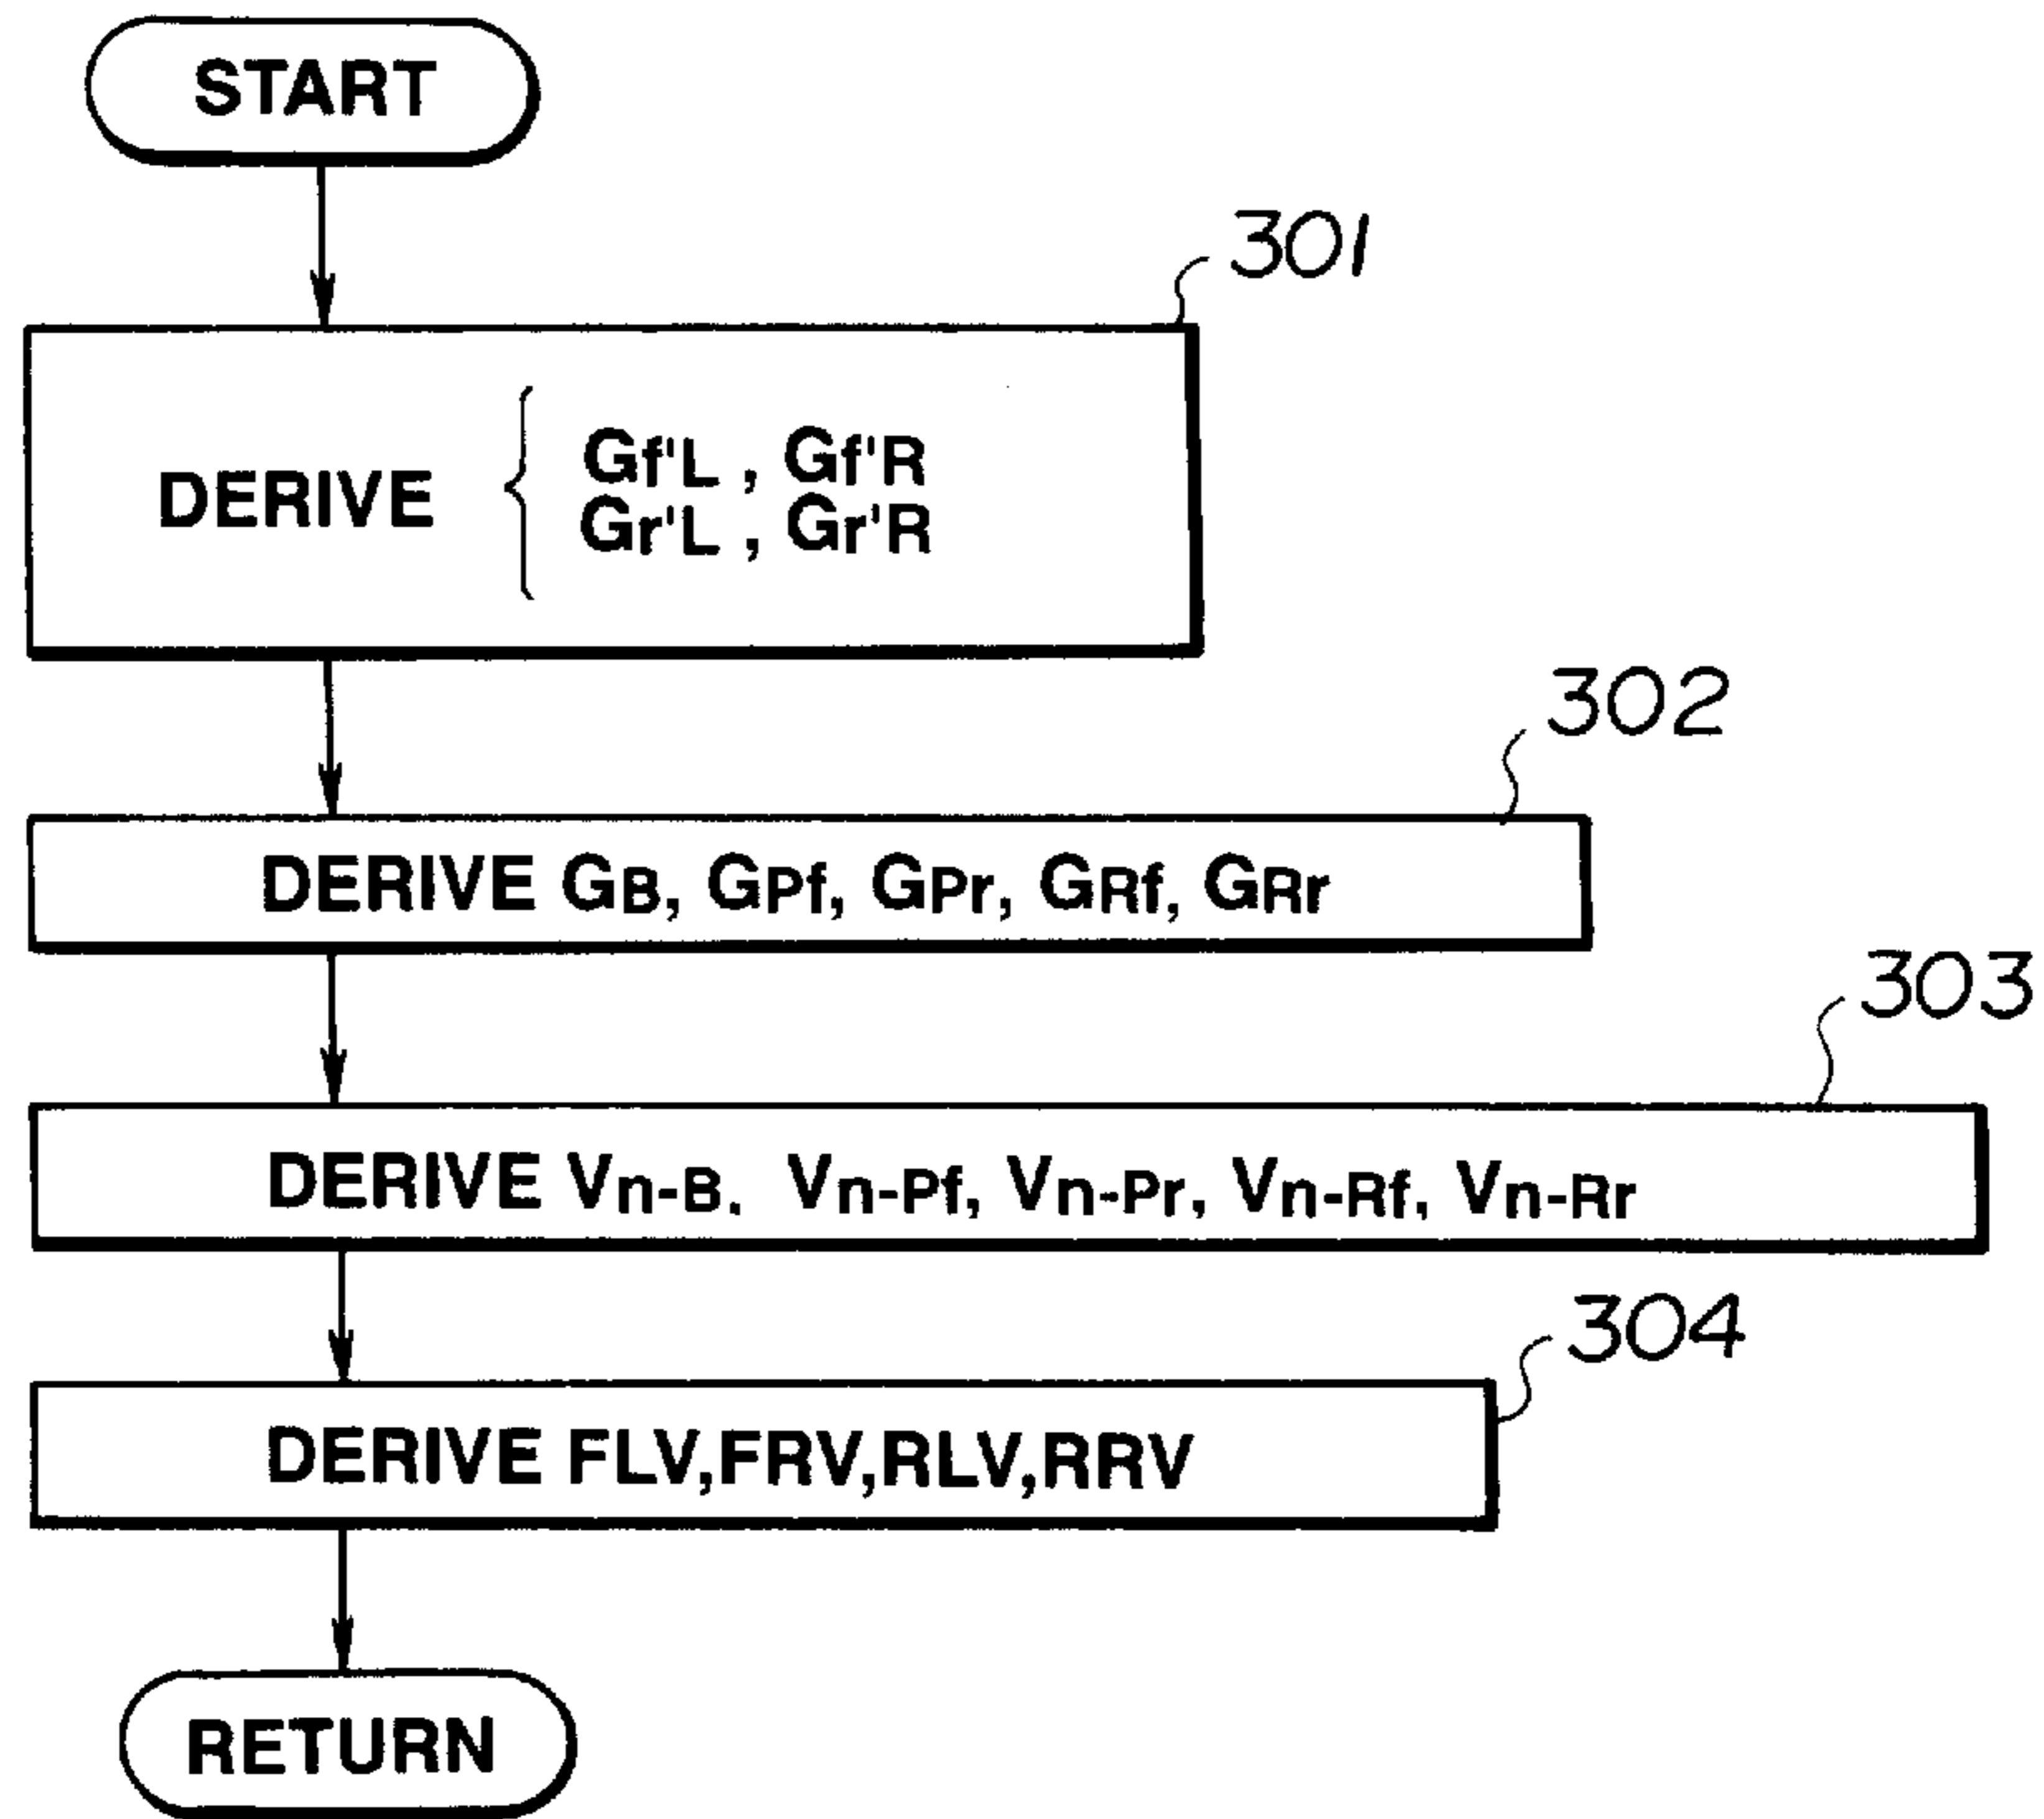 START
301
DERIVE { Gf'L , Gf'R
Gr'L , Gr'R
302
DERIVE GB, GPf, GPr, GRf, GRr
303
DERIVE Vn-B. Vn-Pf, Vn-Pr, Vn-Rf, Vn-Rr
304
DERIVE FLV,FRV,RLV,RRV
RETURN